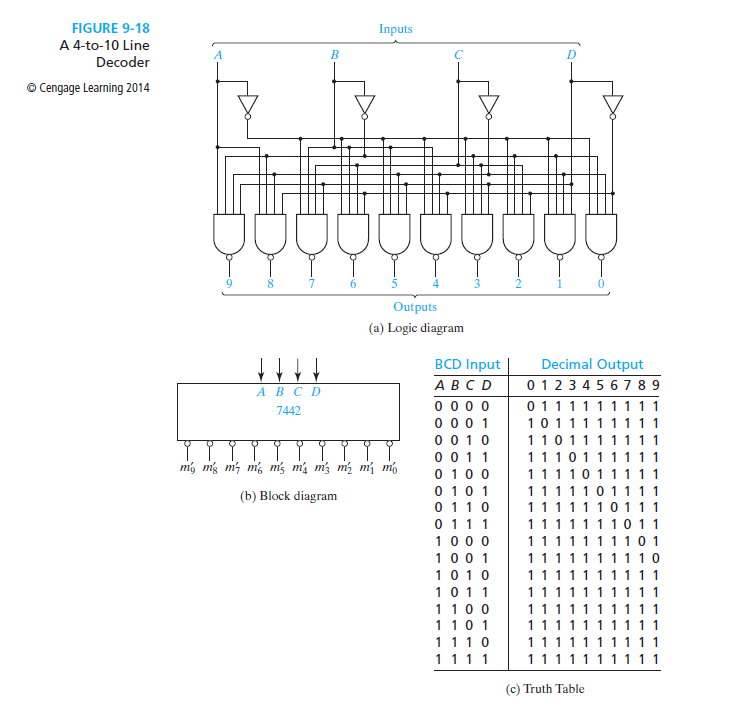 FIGURE 9-18
A 4-to-10 Line
Decoder
© Cengage Learning 2014
Inputs
A B C D
9 8 7 6 5 4 3 2 1 0
Outputs
(a) Logic diagram
A B C D
7442
m′9 m′8 m′7 m′6 m′5 m′4 m′3 m′2 m′1 m′0
(b) Block diagram
BCD Input Decimal Output
A B C D 0 1 2 3 4 5 6 7 8 9
0 0 0 0 0 1 1 1 1 1 1 1 1 1
0 0 0 1 1 0 1 1 1 1 1 1 1 1
0 0 1 0 1 1 0 1 1 1 1 1 1 1
0 0 1 1 1 1 1 0 1 1 1 1 1 1
0 1 0 0 1 1 1 1 0 1 1 1 1 1
0 1 0 1 1 1 1 1 1 0 1 1 1 1
0 1 1 0 1 1 1 1 1 1 0 1 1 1
0 1 1 1 1 1 1 1 1 1 1 0 1 1
1 0 0 0 1 1 1 1 1 1 1 1 0 1
1 0 0 1 1 1 1 1 1 1 1 1 1 0
1 0 1 0 1 1 1 1 1 1 1 1 1 1
1 0 1 1 1 1 1 1 1 1 1 1 1 1
1 1 0 0 1 1 1 1 1 1 1 1 1 1
1 1 0 1 1 1 1 1 1 1 1 1 1 1
1 1 1 0 1 1 1 1 1 1 1 1 1 1
1 1 1 1 1 1 1 1 1 1 1 1 1 1
(c) Truth Table